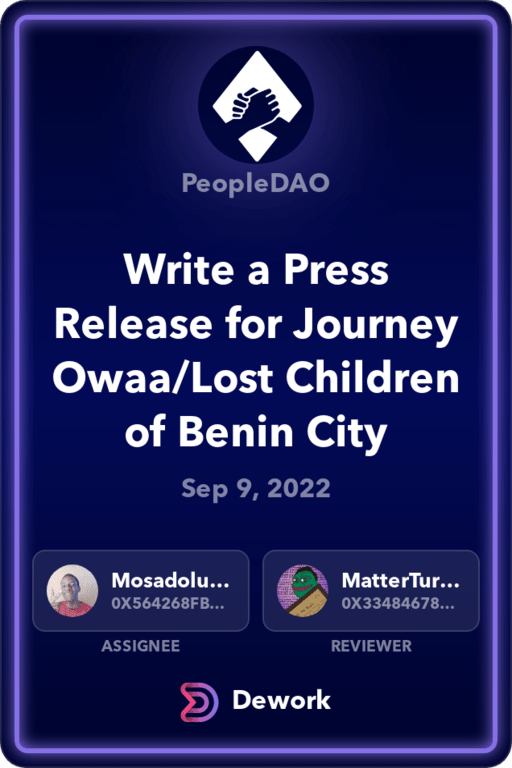 PeopleDAO
Write a Press
Release for Journey
Owaa/Lost Children
of Benin City
Sep 9, 2022
Mosadolu...
0X564268FB...
MatterTur...
0X33484678...
ASSIGNEE
REVIEWER
Dework